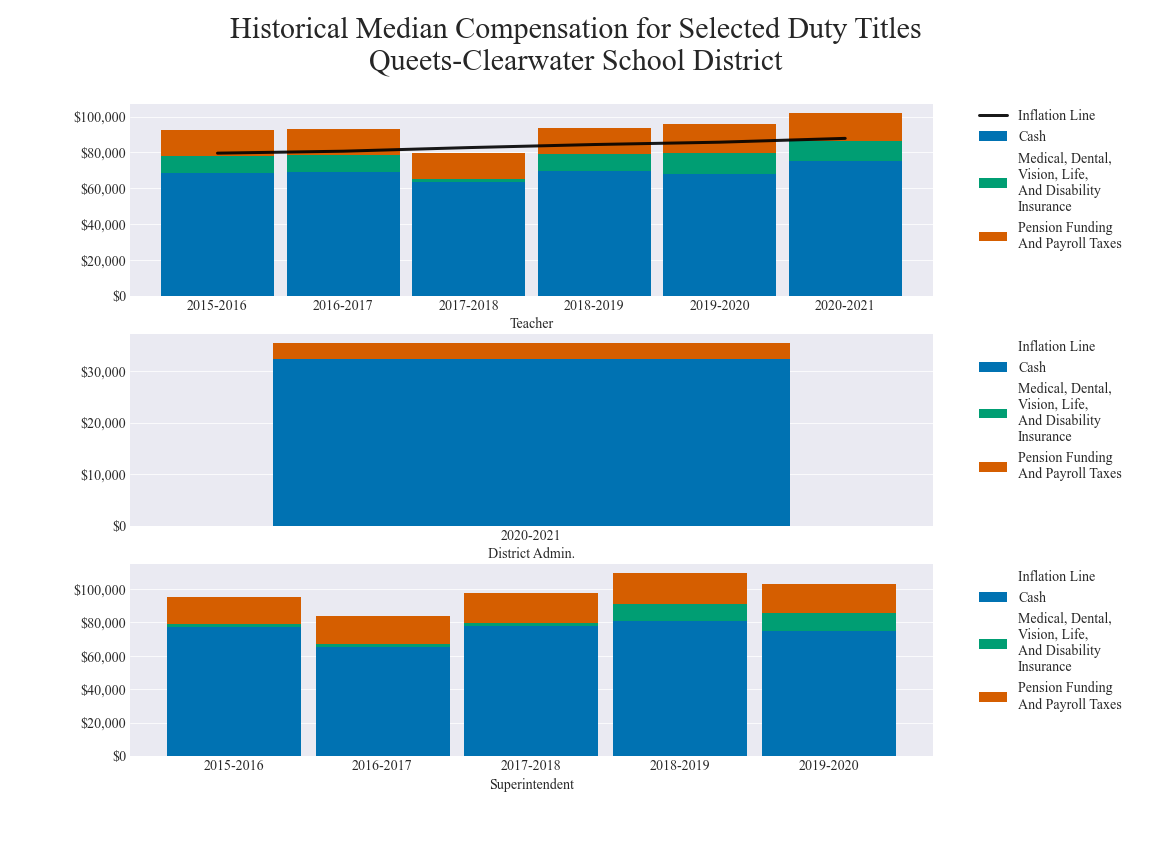 Historical Median Compensation for Selected Duty Titles
Queets-Clearwater School District
$100,000
$80,000
$60,000
$40,000
$20,000
$0
2015-2016
2016-2017
2017-2018
2018-2019
2019-2020
2020-2021
Teacher
Inflation Line
Cash
Medical, Dental,
Vision, Life,
And Disability
Insurance
Pension Funding
And Payroll Taxes
$30,000
$20,000
$10,000
$0
2020-2021
District Admin.
Inflation Line
Cash
Medical, Dental,
Vision, Life,
And Disability
Insurance
Pension Funding
And Payroll Taxes
$100,000
$80,000
$60,000
$40,000
$20,000
$0
2015-2016
2016-2017
2017-2018
2018-2019
2019-2020
Superintendent
Inflation Line
Cash
Medical, Dental,
Vision, Life,
And Disability
Insurance
Pension Funding
And Payroll Taxes